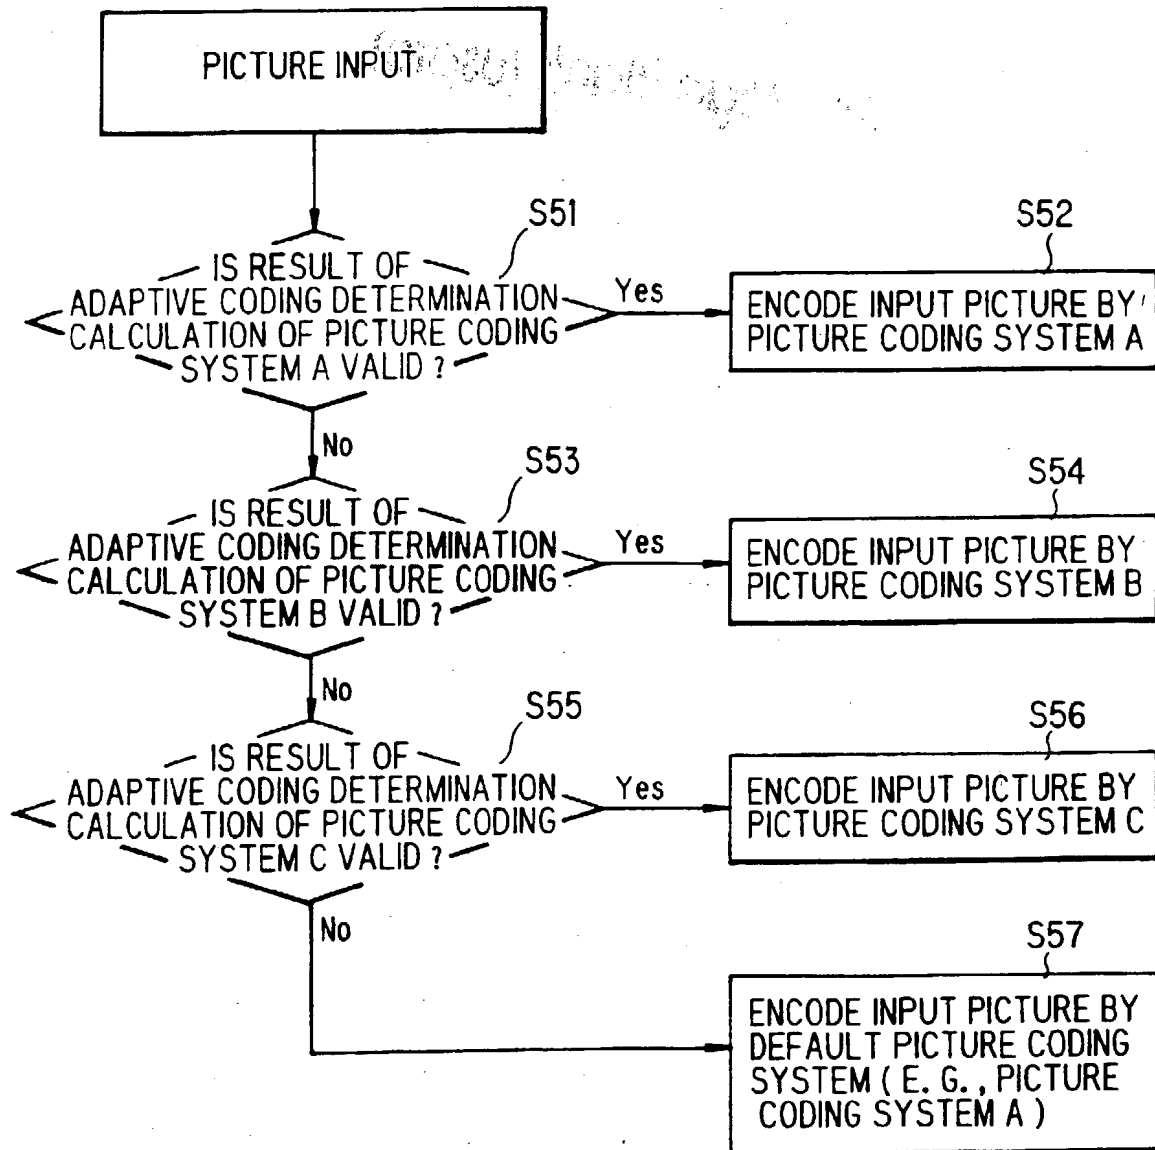 PICTURE INPUT
S51
IS RESULT OF
ADAPTIVE CODING DETERMINATION
CALCULATION OF PICTURE CODING
SYSTEM A VALID ?
Yes
S52
ENCODE INPUT PICTURE BY
PICTURE CODING SYSTEM A
No
S53
IS RESULT OF
ADAPTIVE CODING DETERMINATION
CALCULATION OF PICTURE CODING
SYSTEM B VALID ?
Yes
S54
ENCODE INPUT PICTURE BY
PICTURE CODING SYSTEM B
No
S55
IS RESULT OF
ADAPTIVE CODING DETERMINATION
CALCULATION OF PICTURE CODING
SYSTEM C VALID ?
Yes
S56
ENCODE INPUT PICTURE BY
PICTURE CODING SYSTEM C
No
S57
ENCODE INPUT PICTURE BY
DEFAULT PICTURE CODING
SYSTEM ( E. G. , PICTURE
CODING SYSTEM A )